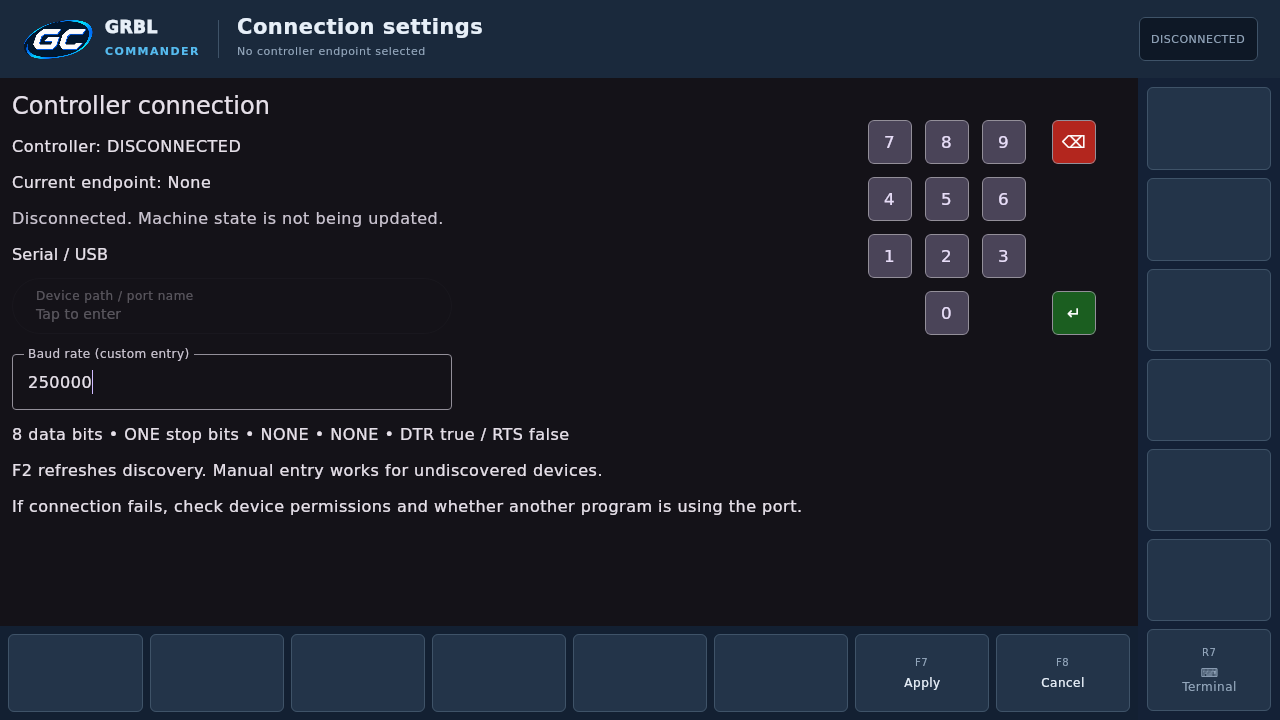 GC
GRBL
COMMANDER
Connection settings
No controller endpoint selected
DISCONNECTED
Controller connection
Controller: DISCONNECTED
Current endpoint: None
Disconnected. Machine state is not being updated.
Serial / USB
Device path / port name
Tap to enter
Baud rate (custom entry)
250000
8 data bits • ONE stop bits • NONE • NONE • DTR true / RTS false
F2 refreshes discovery. Manual entry works for undiscovered devices.
If connection fails, check device permissions and whether another program is using the port.
7 8 9 ⌫
4 5 6
1 2 3
0 ↵
F7
Apply
F8
Cancel
R7
⌨
Terminal